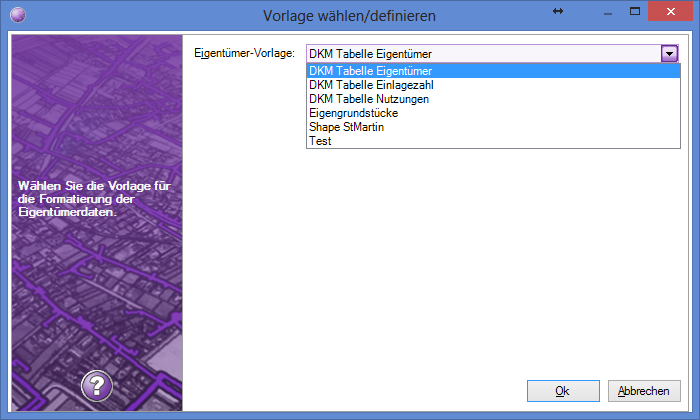 Vorlage wählen/definieren
Eigentümer-Vorlage:
DKM Tabelle Eigentümer
DKM Tabelle Eigentümer
DKM Tabelle Einlagezahl
DKM Tabelle Nutzungen
Eigengrundstücke
Shape StMartin
Test
Wählen Sie die Vorlage für
die Formatierung der
Eigentümerdaten.
?
Ok
Abbrechen